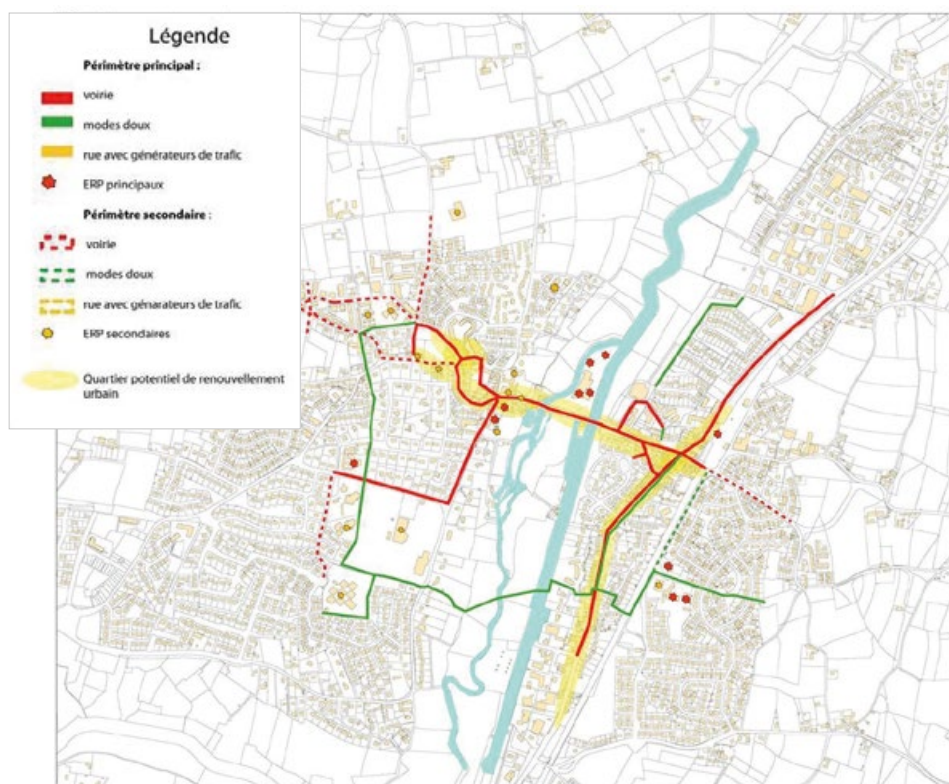 Légende
Périmètre principal :
voirie
modes doux
rue avec générateurs de trafic
ERP principaux
Périmètre secondaire :
voirie
modes doux
rue avec génarateurs de trafic
ERP secondaires
Quartier potentiel de renouvellement
urbain